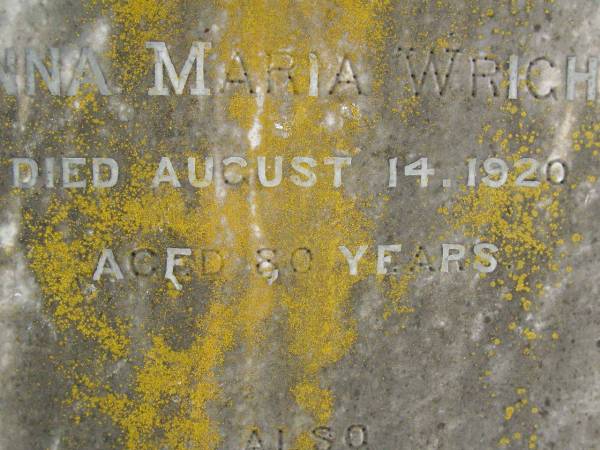 NNA MARIA WRIGH
DIED AUGUST 14. 1920
AGED 80 YEARS
ALSO